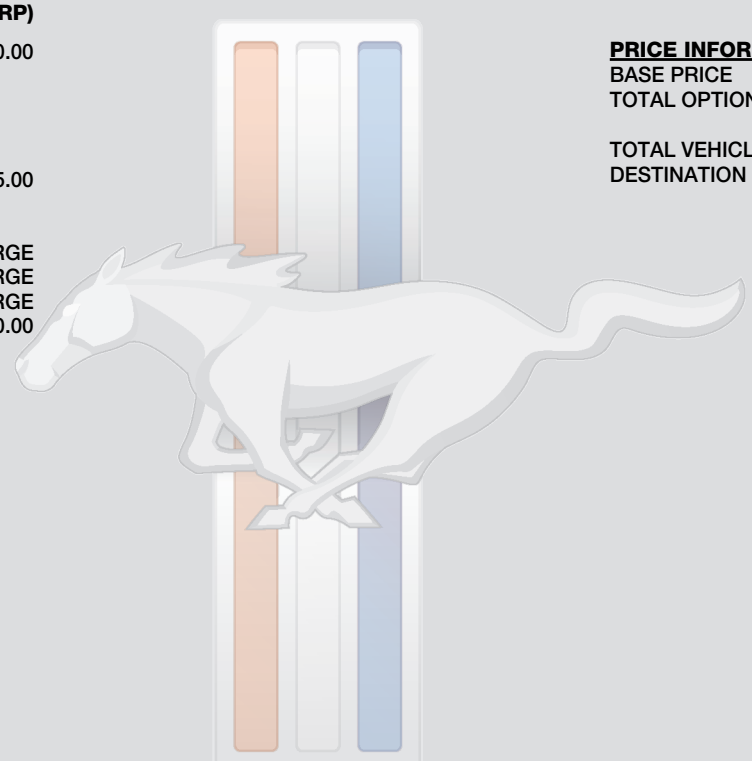 RP)
0.00
5.00
RGE
RGE
RGE
0.00
PRICE INFOR
BASE PRICE
TOTAL OPTION
TOTAL VEHICL
DESTINATION